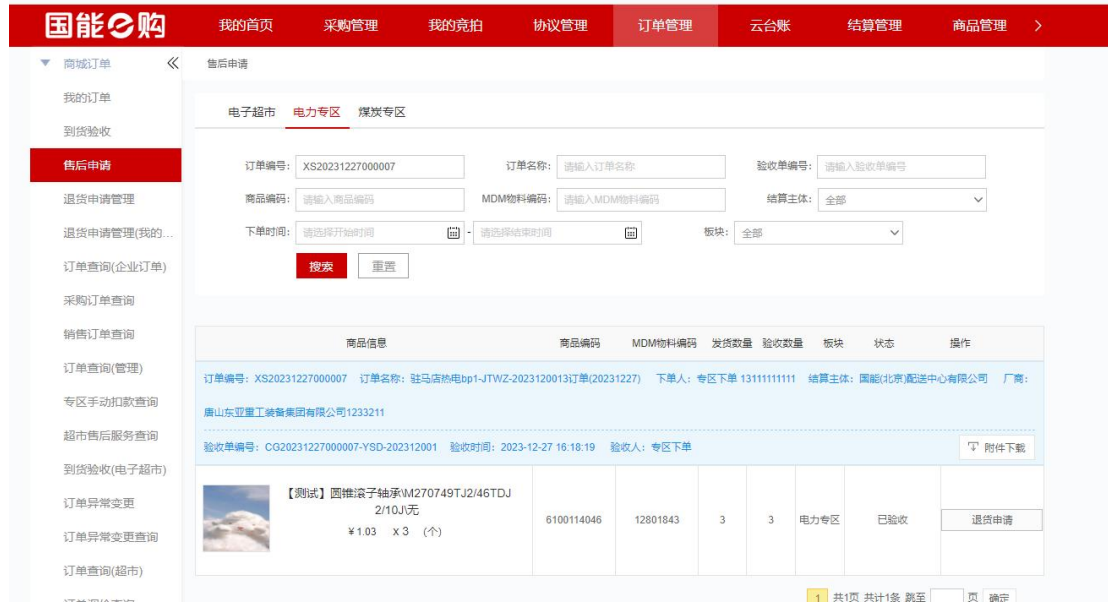 国能e购 我的首页 采购管理 我的竞拍 协议管理 订单管理 云台账 结算管理 商品管理
商城订单 售后申请
我的订单
到货验收
售后申请
退货申请管理
退货申请管理(我的...
订单查询(企业订单)
采购订单查询
销售订单查询
订单查询(管理)
专区手动扣款查询
超市售后服务查询
到货验收(电子超市)
订单异常变更
订单异常变更查询
订单查询(超市)
电子超市 电力专区 煤炭专区
订单编号: XS20231227000007 订单名称: 请输入订单名称 验收单编号: 请输入验收单编号
商品编码: 请输入商品编码 MDM物料编码: 请输入MDM物料编码 结算主体: 全部
下单时间: 请选择开始时间 - 请选择结束时间 板块: 全部
搜索 重置
商品信息 商品编码 MDM物料编码 发货数量 验收数量 板块 状态 操作
订单编号: XS20231227000007 订单名称: 驻马店热电bp1-JTWZ-2023120013订单(20231227) 下单人: 专区下单 13111111111 结算主体: 国能(北京)配送中心有限公司 厂商:
唐山东亚重工装备集团有限公司1233211
验收单编号: CG20231227000007-YSD-202312001 验收时间: 2023-12-27 16:18:19 验收人: 专区下单 附件下载
【测试】圆锥滚子轴承\M270749TJ2/46TDJ
2/10J\无
¥1.03 x 3 (个)
6100114046 12801843 3 3 电力专区 已验收 退货申请
1 共1页 共计1条 跳至 页 确定